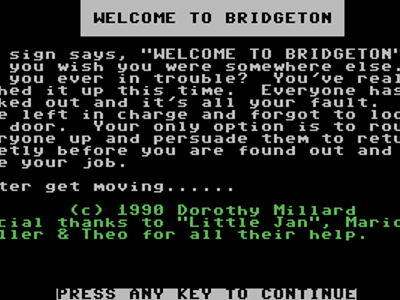 WELCOME TO BRIDGETON
sign says, "WELCOME TO BRIDGETON"
you wish you were somewhere else.
you ever in trouble? You've real
hed it up this time. Everyone has
ked out and it's all your fault.
e left in charge and forgot to loc
door. Your only option is to rou
ryone up and persuade them to retu
etly before you are found out and
e your job.
ter get moving......
(c) 1990 Dorothy Millard
cial thanks to "Little Jan", Mario
ller & Theo for all their help.
PRESS ANY KEY TO CONTINUE